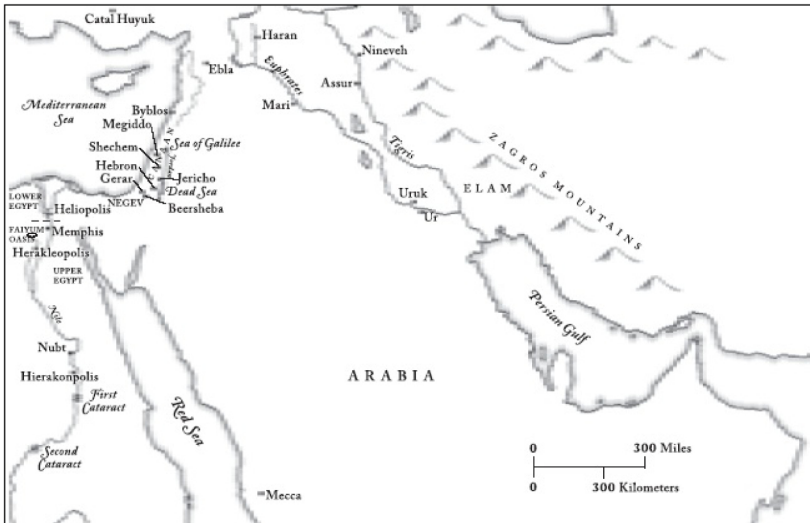 Catal Huyuk
Haran
Nineveh
Ebla
Euphrates
Assur
Mari
Mediterranean
Sea
Byblos
Megiddo
Sea of Galilee
Shechem
CANAAN
Jordan
Hebron
Gerar
Jericho
Dead Sea
NEGEV
Beersheba
Tigris
ZAGROS MOUNTAINS
ELAM
Uruk
Ur
LOWER
EGYPT
Heliopolis
FAIYUM
OASIS
Memphis
Herakleopolis
UPPER
EGYPT
Nile
Nubt
Hierakonpolis
First
Cataract
Second
Cataract
Red Sea
ARABIA
Persian Gulf
Mecca
0 300 Miles
0 300 Kilometers